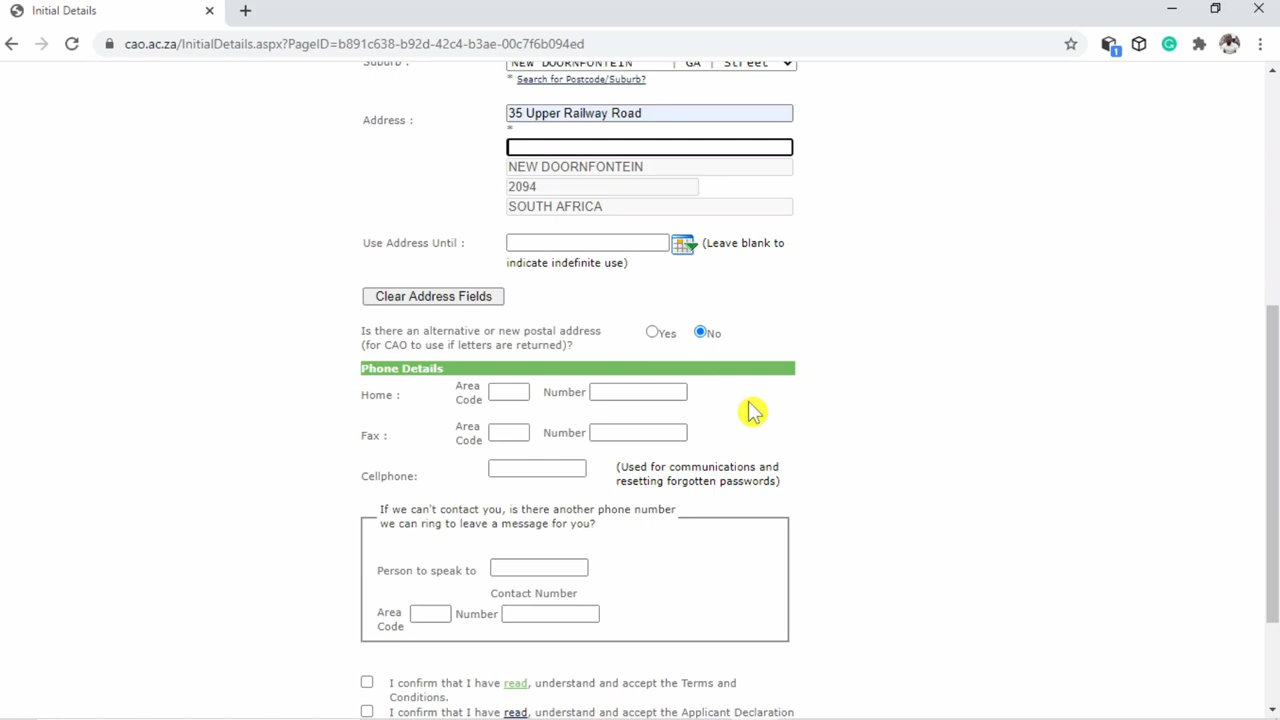 Initial Details
cao.ac.za/InitialDetails.aspx?PageID=b891c638-b92d-42c4-b3ae-00c7f6b094ed
1
Suburb : NEW DOORNFONTEIN | GA | Street
* Search for Postcode/Suburb?
Address : 35 Upper Railway Road
*
NEW DOORNFONTEIN
2094
SOUTH AFRICA
Use Address Until : (Leave blank to
indicate indefinite use)
Clear Address Fields
Is there an alternative or new postal address
(for CAO to use if letters are returned)? Yes No
Phone Details
Home : Area Code Number
Fax : Area Code Number
Cellphone: (Used for communications and
resetting forgotten passwords)
If we can't contact you, is there another phone number
we can ring to leave a message for you?
Person to speak to
Contact Number
Area Code Number
I confirm that I have read, understand and accept the Terms and
Conditions.
I confirm that I have read, understand and accept the Applicant Declaration